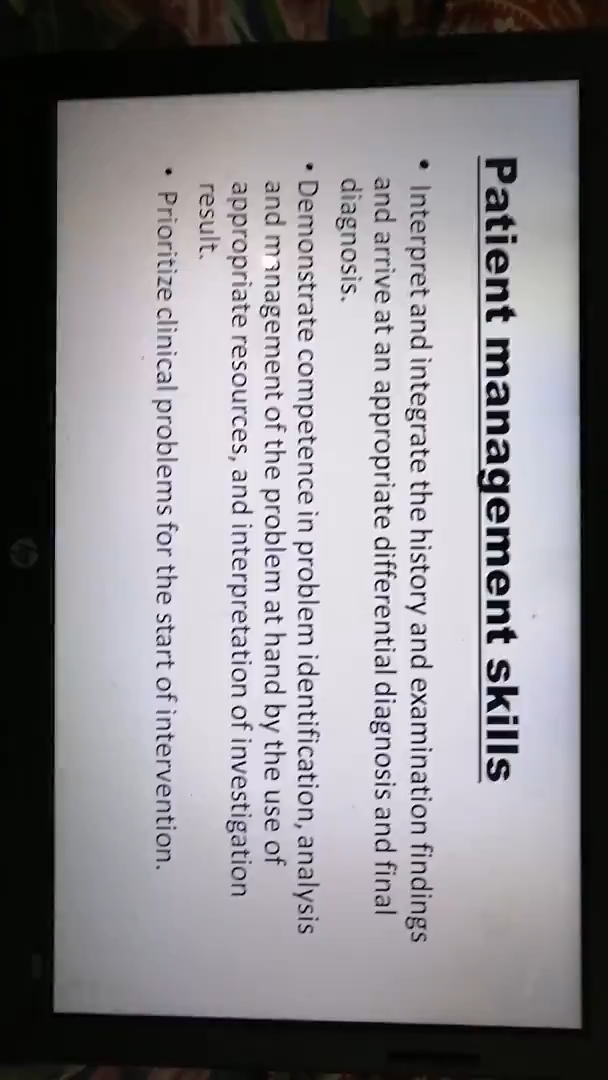 Patient management skills
• Interpret and integrate the history and examination findings
and arrive at an appropriate differential diagnosis and final
diagnosis.
• Demonstrate competence in problem identification, analysis
and management of the problem at hand by the use of
appropriate resources, and interpretation of investigation
result.
• Prioritize clinical problems for the start of intervention.
hp